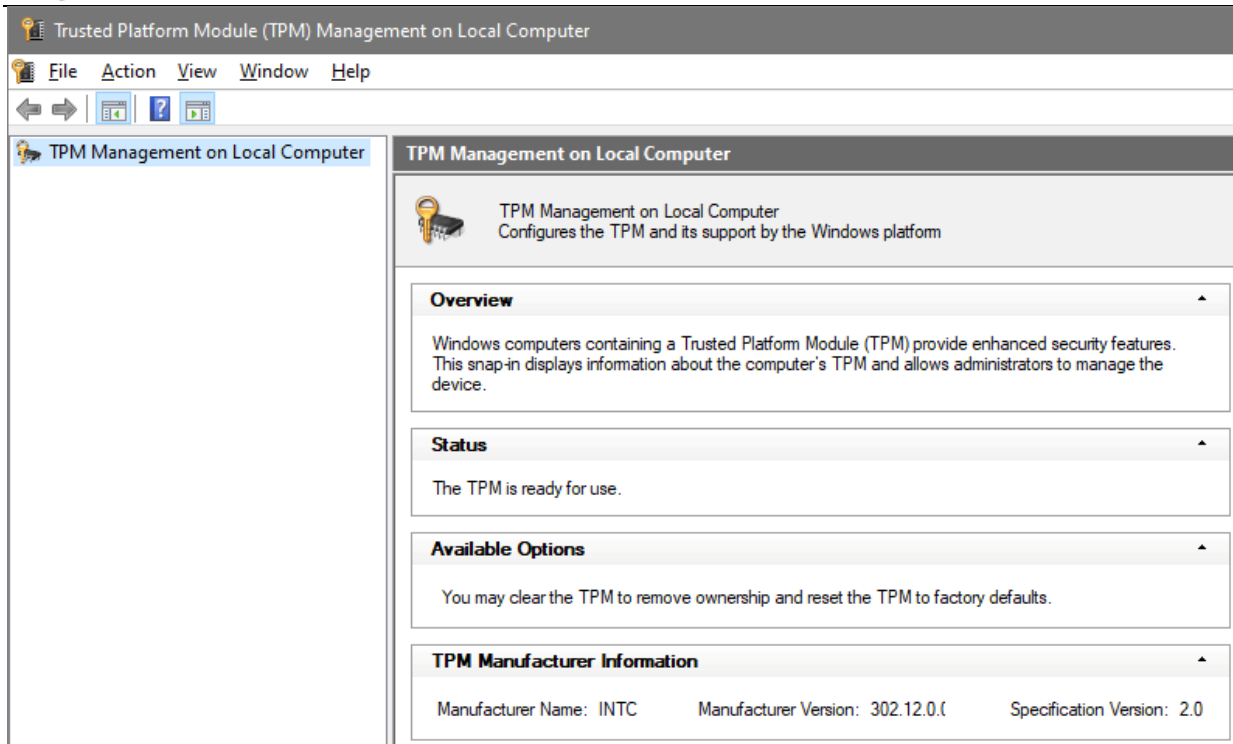 Trusted Platform Module (TPM) Management on Local Computer
File Action View Window Help
TPM Management on Local Computer
TPM Management on Local Computer
TPM Management on Local Computer
Configures the TPM and its support by the Windows platform
Overview
Windows computers containing a Trusted Platform Module (TPM) provide enhanced security features.
This snap-in displays information about the computer's TPM and allows administrators to manage the
device.
Status
The TPM is ready for use.
Available Options
You may clear the TPM to remove ownership and reset the TPM to factory defaults.
TPM Manufacturer Information
Manufacturer Name: INTC Manufacturer Version: 302.12.0.( Specification Version: 2.0